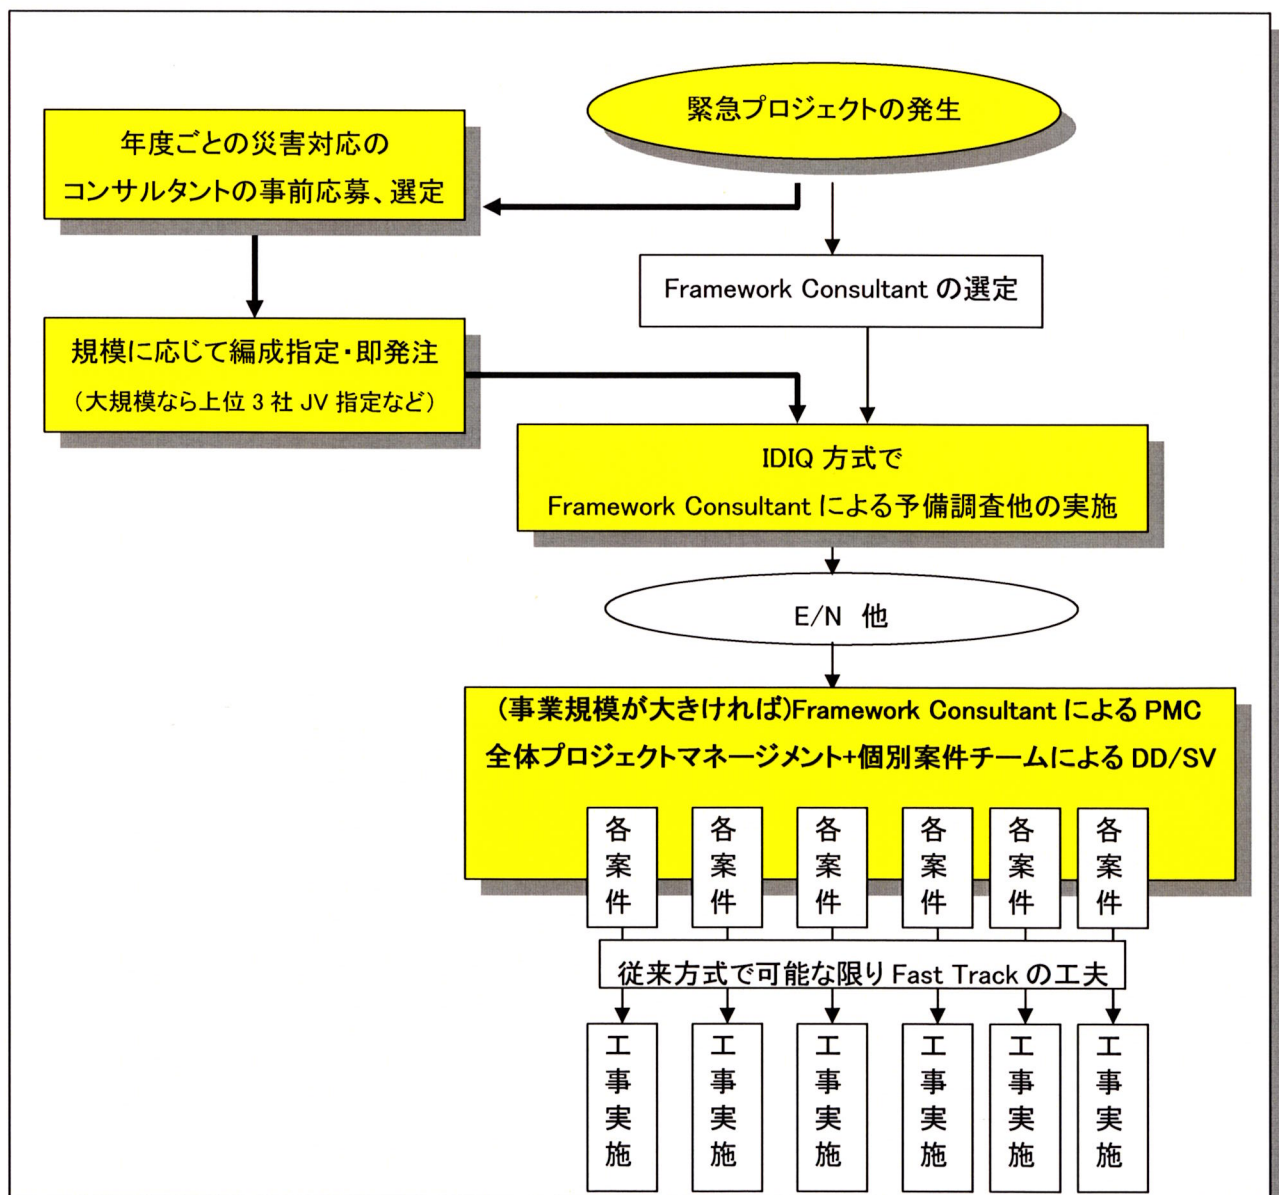 緊急プロジェクトの発生
年度ごとの災害対応の
コンサルタントの事前応募、選定
Framework Consultant の選定
規模に応じて編成指定・即発注
(大規模なら上位 3 社 JV 指定など)
IDIQ 方式で
Framework Consultant による予備調査他の実施
E/N 他
(事業規模が大きければ)Framework Consultant による PMC
全体プロジェクトマネージメント+個別案件チームによる DD/SV
各案件
各案件
各案件
各案件
各案件
各案件
従来方式で可能な限り Fast Track の工夫
工事実施
工事実施
工事実施
工事実施
工事実施
工事実施